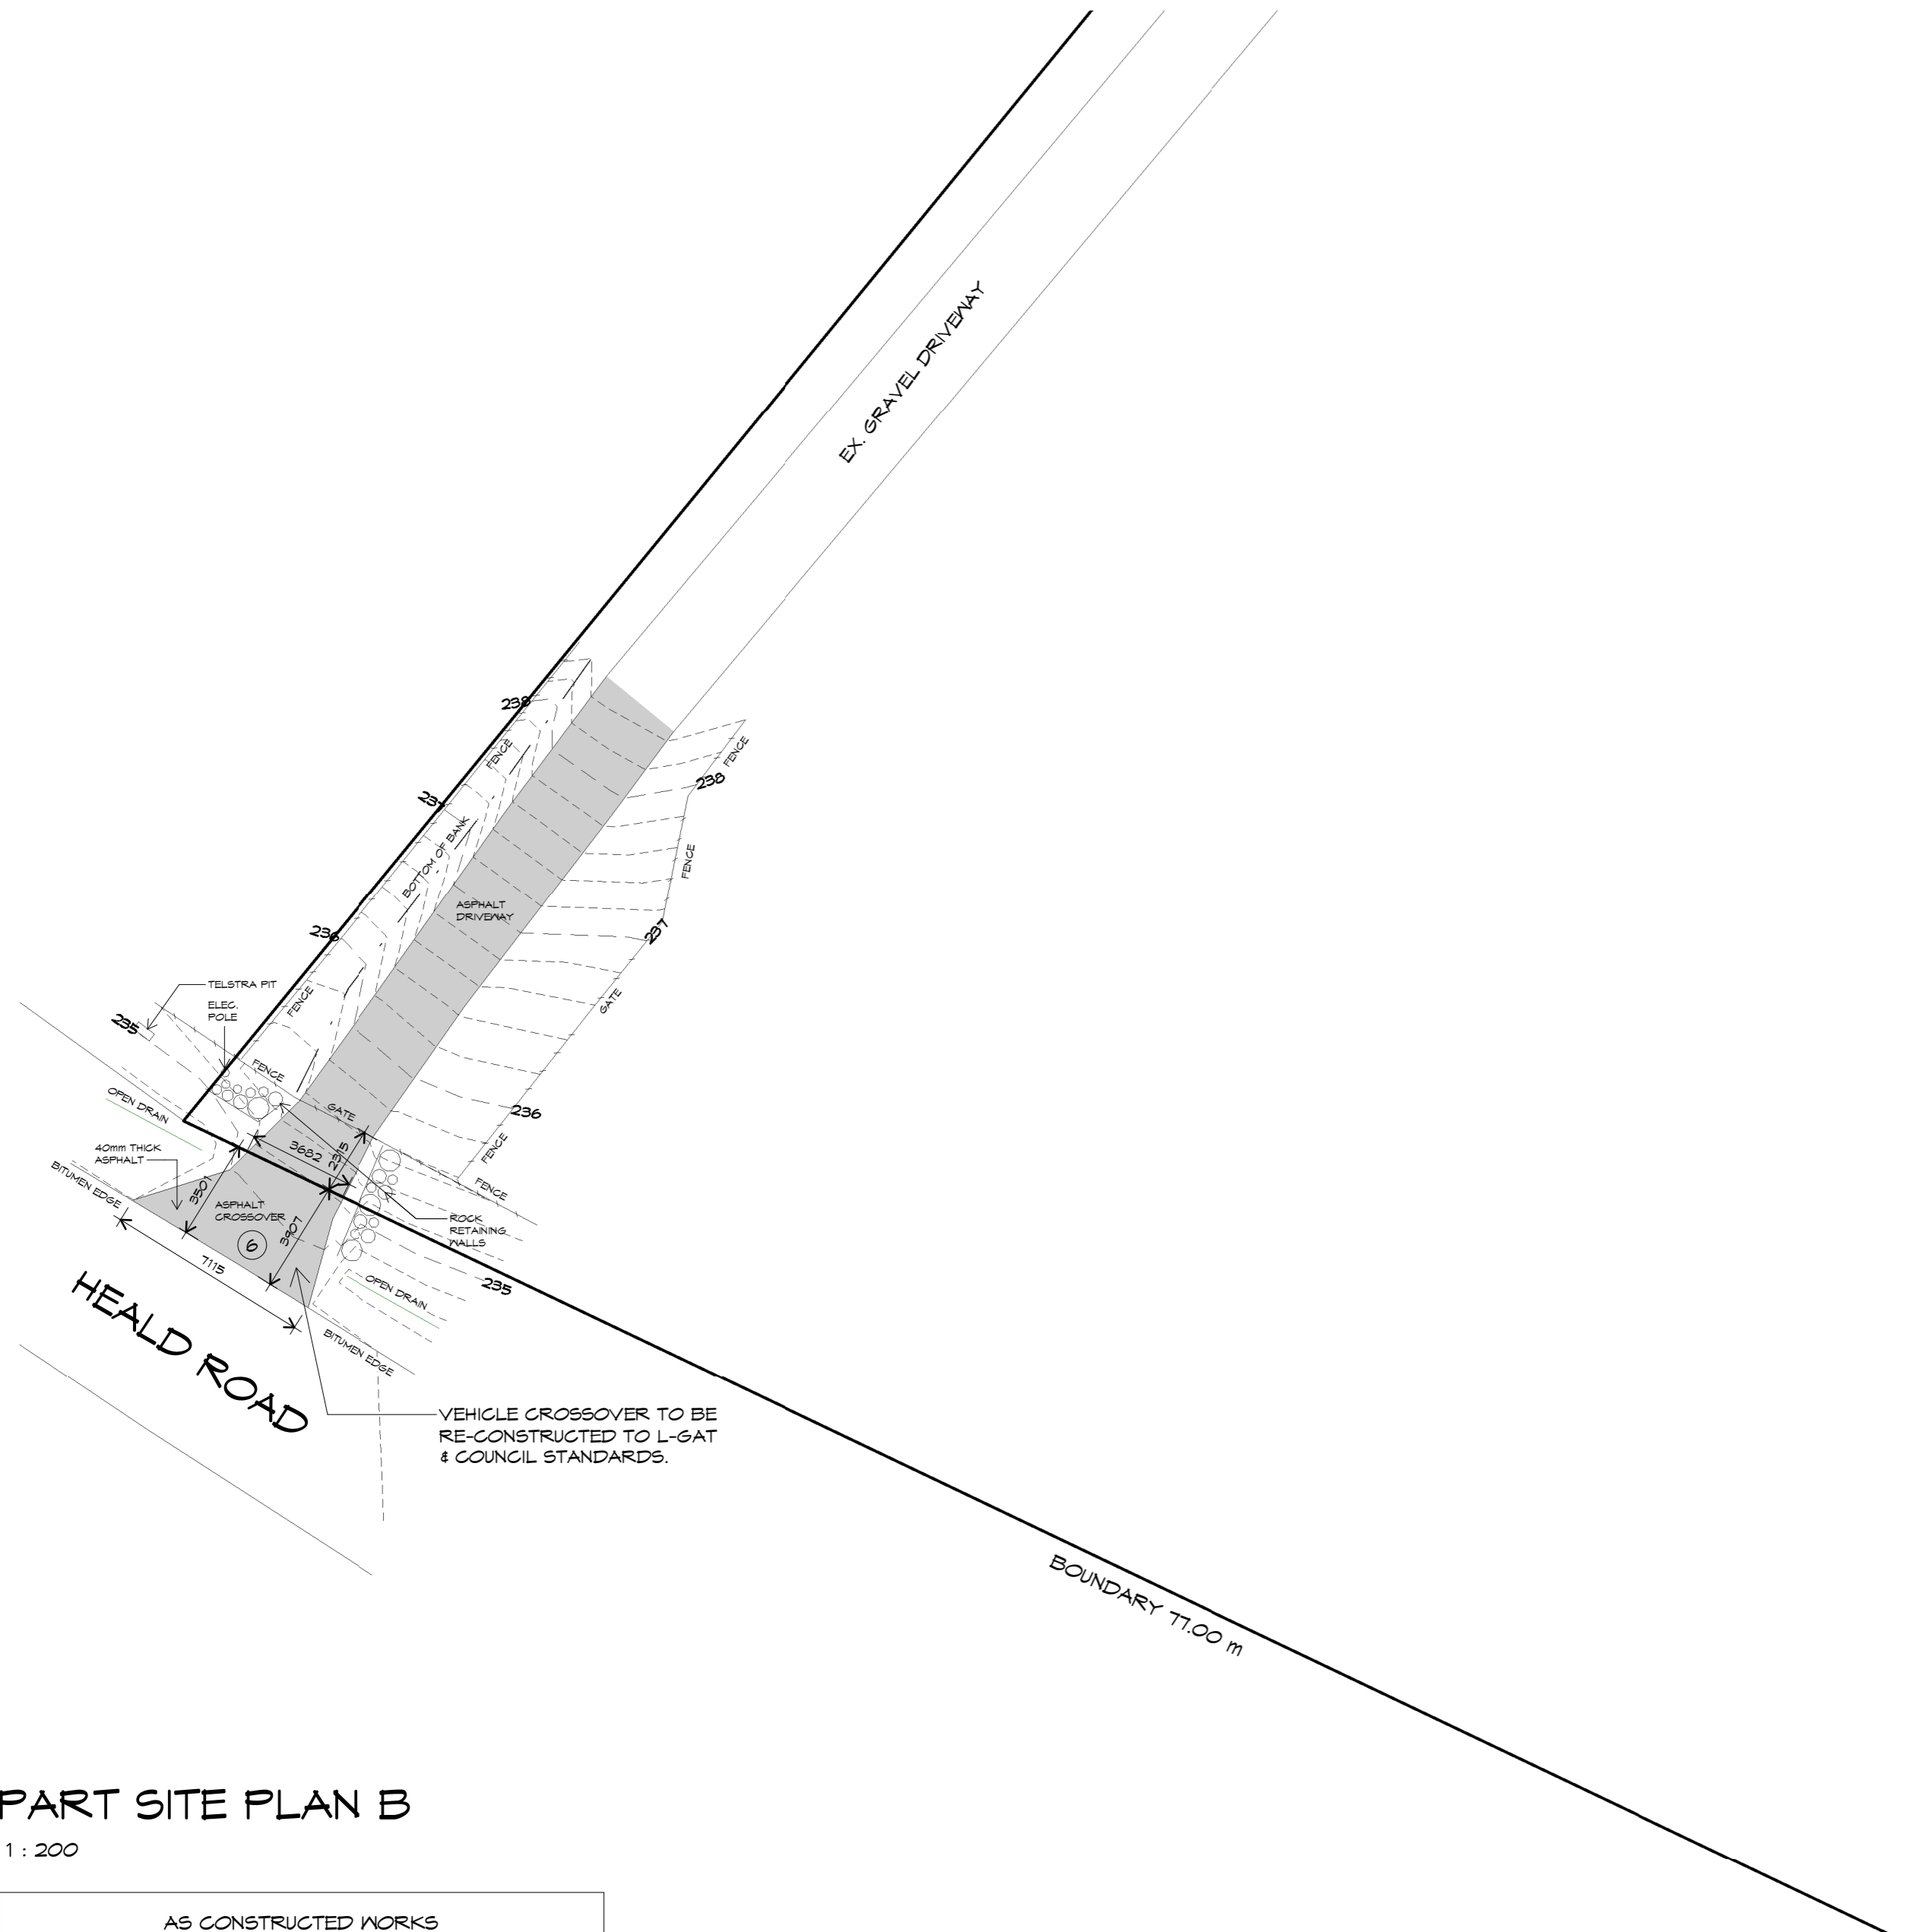 EX. GRAVEL DRIVEWAY
238
FENCE
FENCE
238
237
BOTTOM OF BANK
FENCE
ASPHALT
DRIVEWAY
236
237
TELSTRA PIT
ELEC.
POLE
FENCE
GATE
235
FENCE
OPEN DRAIN
GATE
236
40mm THICK
ASPHALT
3682
2315
FENCE
BITUMEN EDGE
3501
FENCE
ASPHALT
CROSSOVER
3907
ROCK
RETAINING
WALLS
6
7115
235
OPEN DRAIN
HEALD ROAD
BITUMEN EDGE
VEHICLE CROSSOVER TO BE
RE-CONSTRUCTED TO L-GAT
& COUNCIL STANDARDS.
BOUNDARY 77.00 m
PART SITE PLAN B
1 : 200
AS CONSTRUCTED WORKS